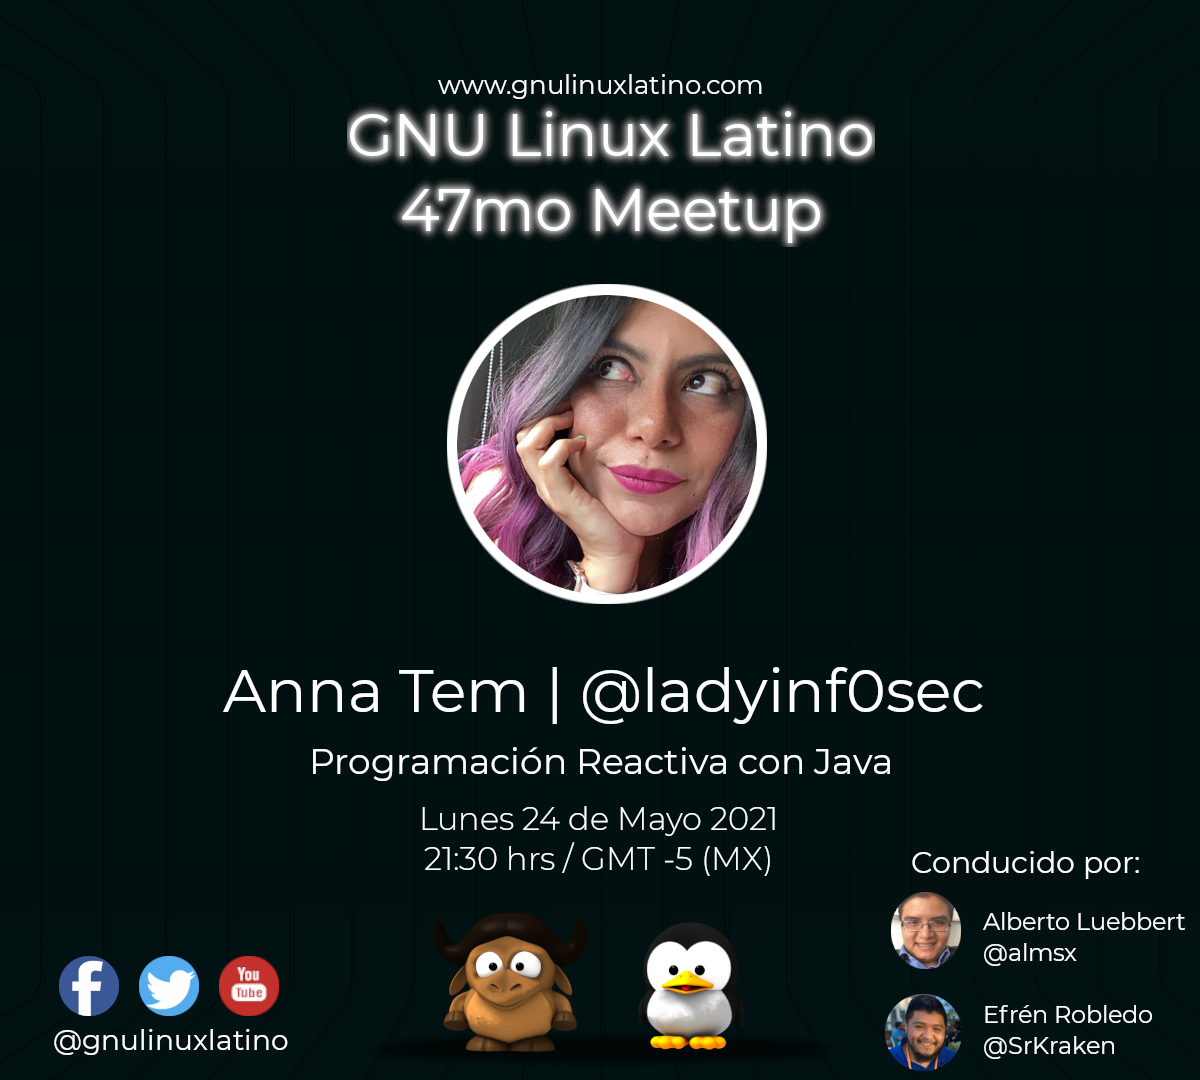 www.gnulinuxlatino.com
GNU Linux Latino
47mo Meetup
Anna Tem | @ladyinf0sec
Programación Reactiva con Java
Lunes 24 de Mayo 2021
21:30 hrs / GMT -5 (MX)
Conducido por:
Alberto Luebbert
@almsx
Efrén Robledo
@SrKraken
You
Tube
@gnulinuxlatino